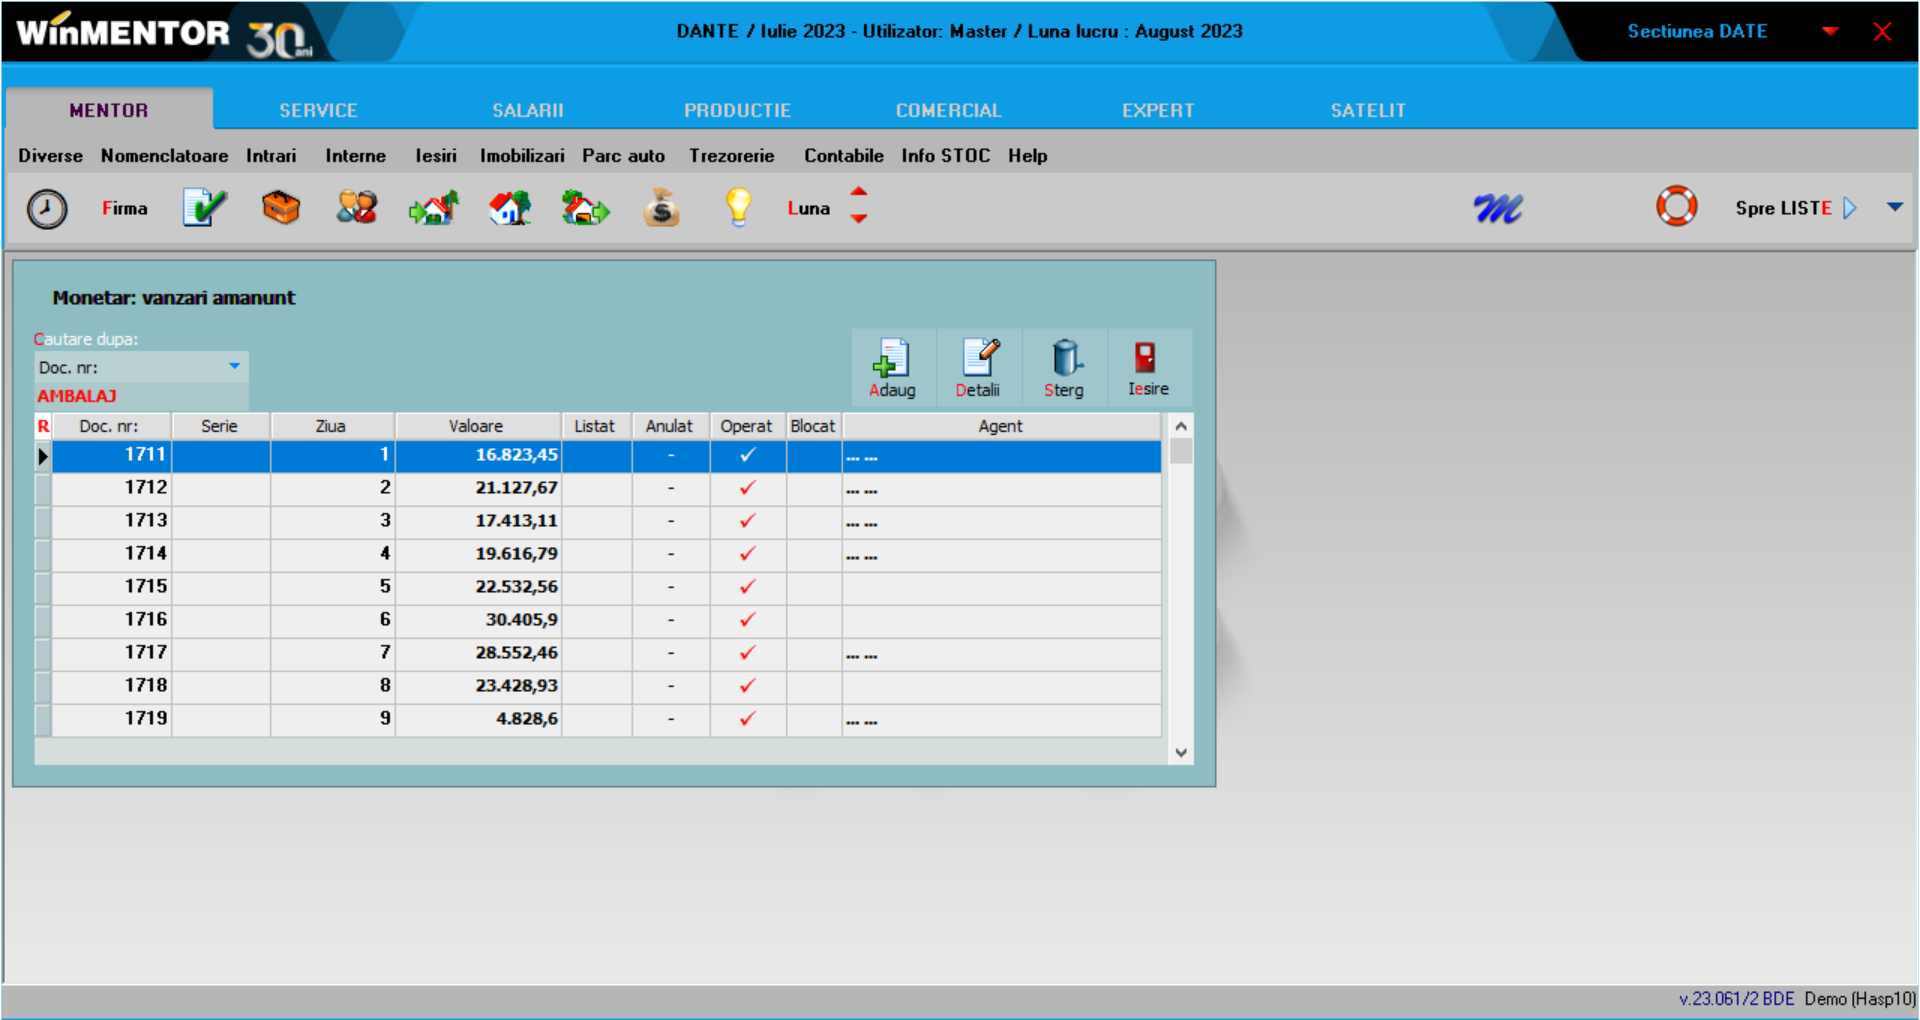 WinMENTOR 30 ani
DANTE / Iulie 2023 - Utilizator: Master / Luna lucru : August 2023
Sectiunea DATE
MENTOR SERVICE SALARII PRODUCTIE COMERCIAL EXPERT SATELIT
Diverse Nomenclatoare Intrari Interne Iesiri Imobilizari Parc auto Trezorerie Contabile Info STOC Help
Firma Luna Spre LISTE
Monetar: vanzari amanunt
Cautare dupa:
Doc. nr:
AMBALAJ
Adaug Detalii Sterg Iesire
R Doc. nr: Serie Ziua Valoare Listat Anulat Operat Blocat Agent
1711 1 16.823,45 - ✓ ... ...
1712 2 21.127,67 - ✓ ... ...
1713 3 17.413,11 - ✓ ... ...
1714 4 19.616,79 - ✓ ... ...
1715 5 22.532,56 - ✓
1716 6 30.405,9 - ✓
1717 7 28.552,46 - ✓ ... ...
1718 8 23.428,93 - ✓
1719 9 4.828,6 - ✓ ... ...
v.23.061/2 BDE Demo (Hasp10)